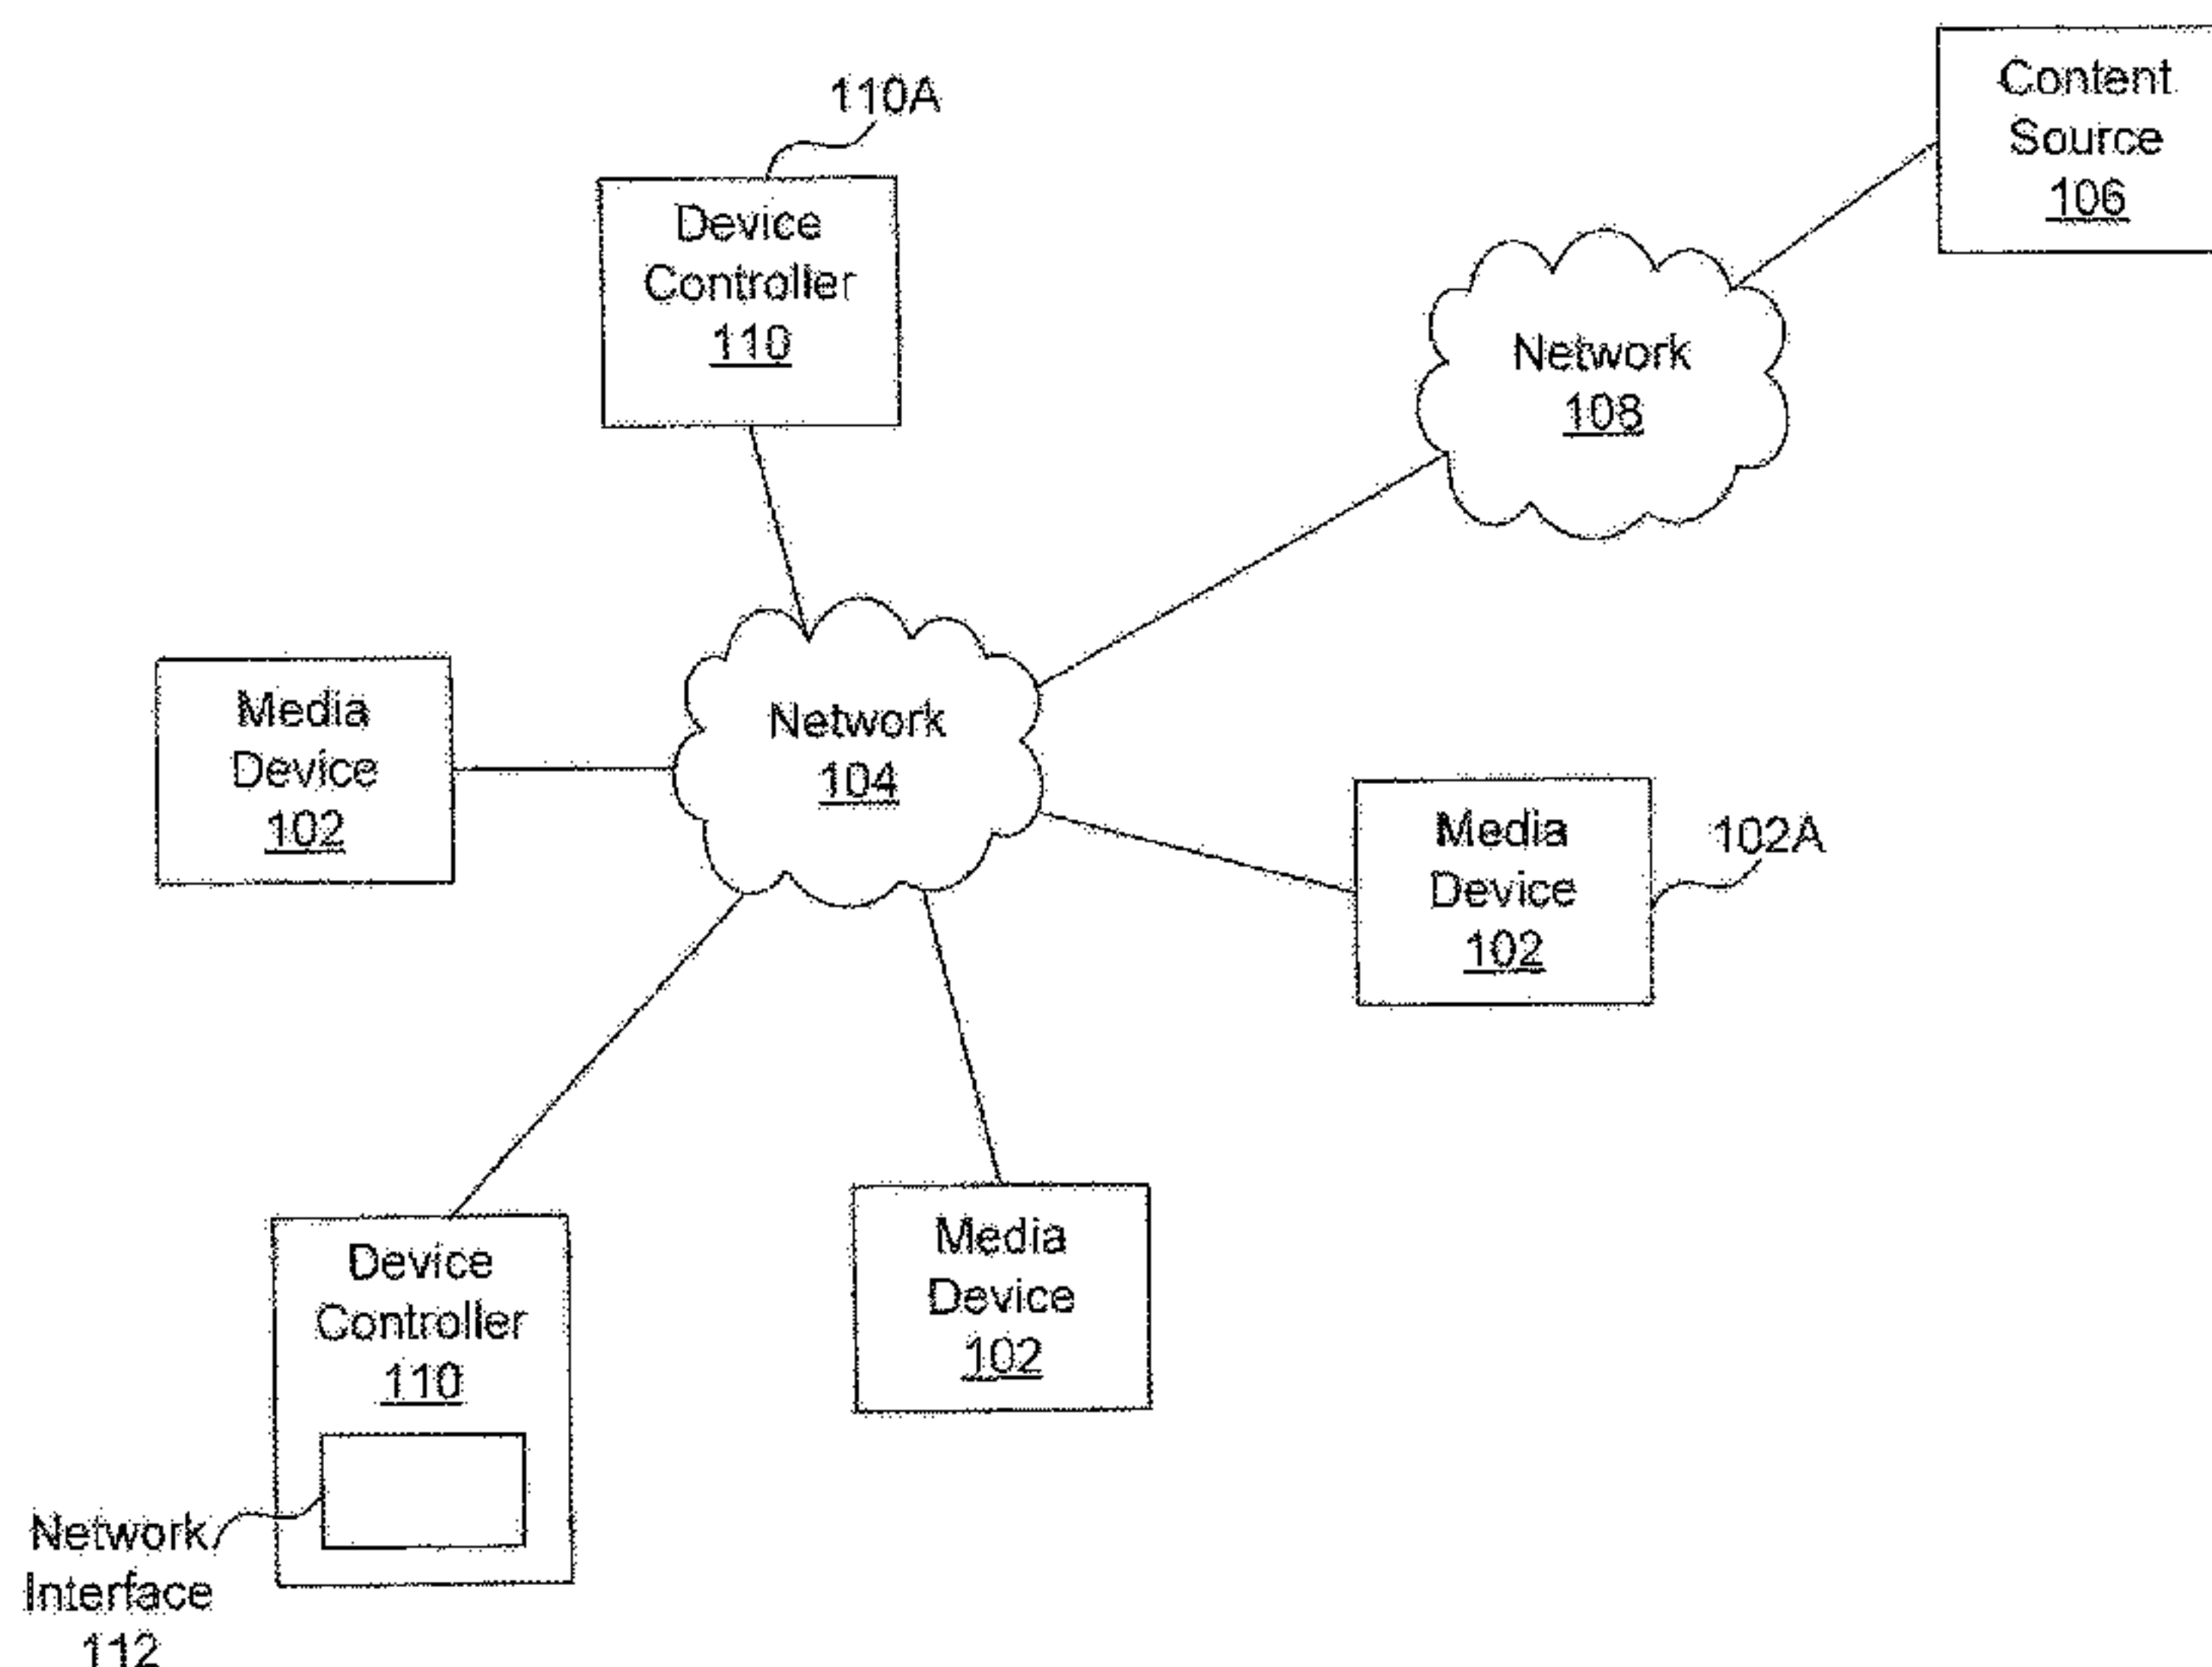 Content
Source
106
110A
Device
Controller
110
Network
108
Media
Device
102
Network
104
Media
Device
102
102A
Device
Controller
110
Media
Device
102
Network
Interface
112